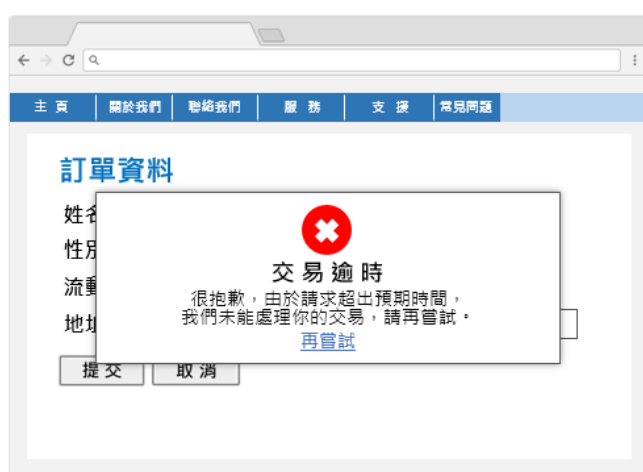 主頁 關於我們 聯絡我們 服務 支援 常見問題
訂單資料
姓名
性別
流動
地址
交易逾時
很抱歉，由於請求超出預期時間，
我們未能處理你的交易，請再嘗試。
再嘗試
提交 取消